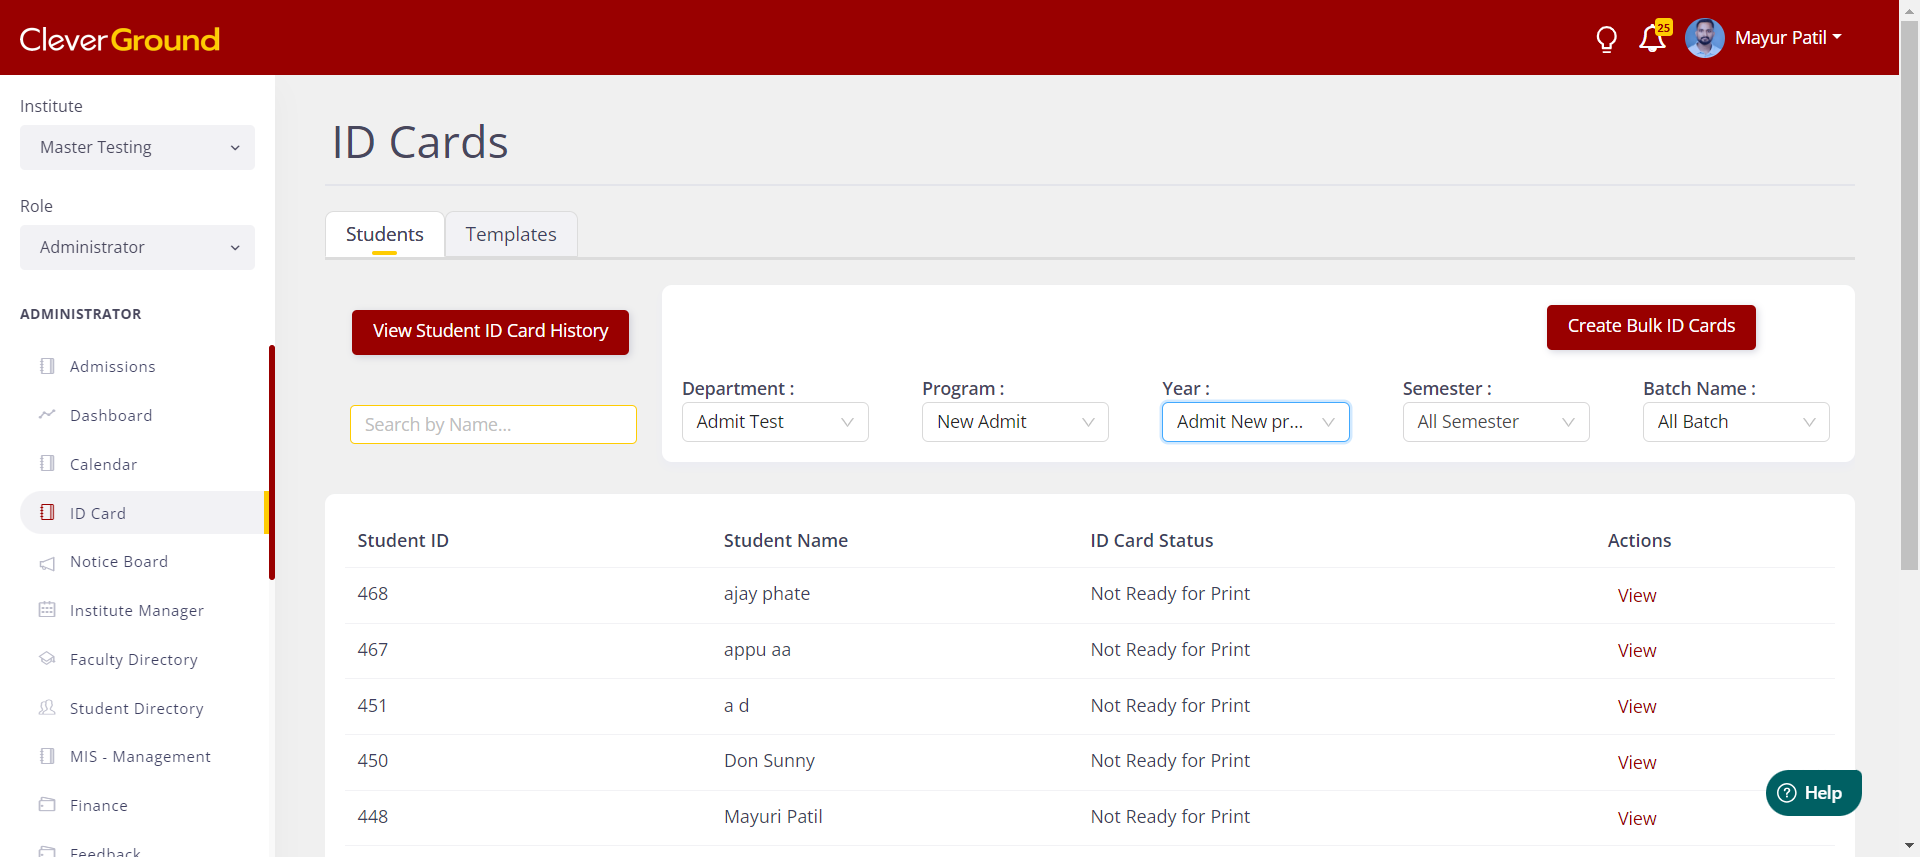 CleverGround
25
Mayur Patil
Institute
Master Testing
Role
Administrator
ADMINISTRATOR
Admissions
Dashboard
Calendar
ID Card
Notice Board
Institute Manager
Faculty Directory
Student Directory
MIS - Management
Finance
Feedback
ID Cards
Students
Templates
View Student ID Card History
Create Bulk ID Cards
Search by Name...
Department :
Program :
Year :
Semester :
Batch Name :
Admit Test
New Admit
Admit New pr...
All Semester
All Batch
Student ID
Student Name
ID Card Status
Actions
468 ajay phate Not Ready for Print View
467 appu aa Not Ready for Print View
451 a d Not Ready for Print View
450 Don Sunny Not Ready for Print View
448 Mayuri Patil Not Ready for Print View
? Help